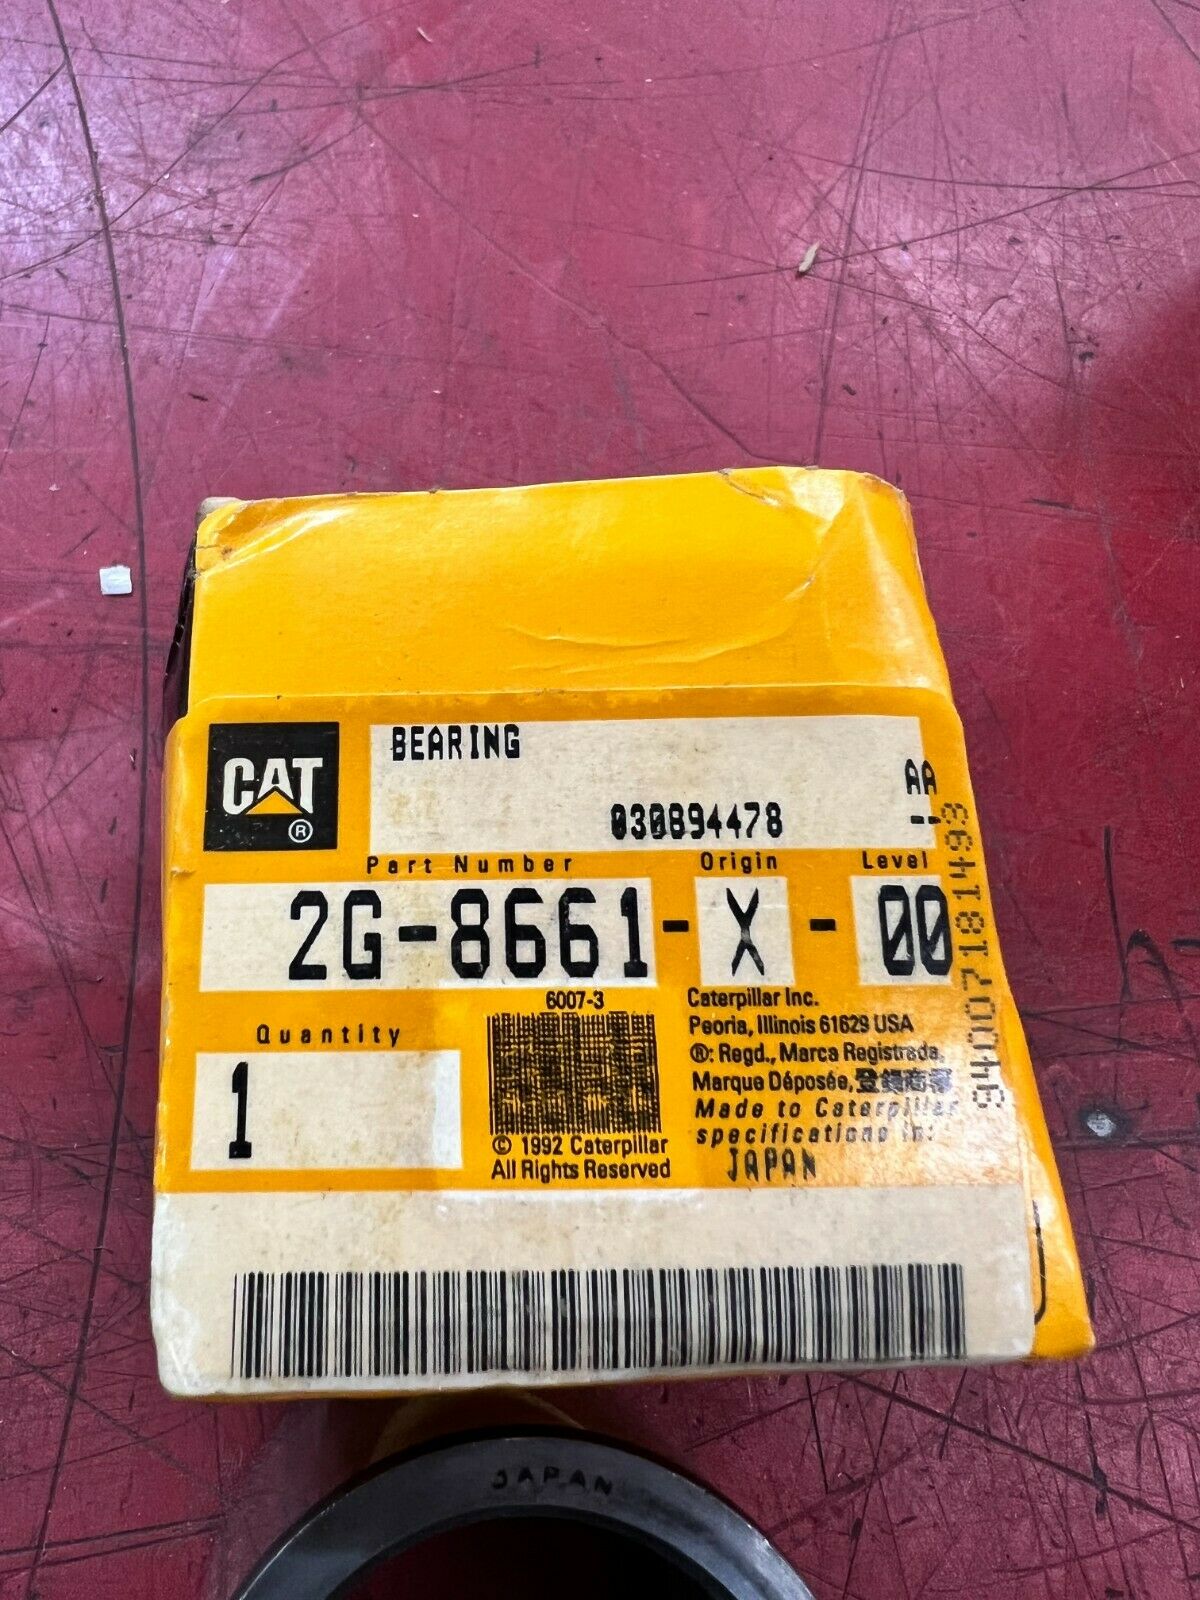 CAT
®
BEARING
AA
030894478
--
Part Number
Origin
Level
2G-8661-X-00
6007-3
Quantity
1
© 1992 Caterpillar
All Rights Reserved
Caterpillar Inc.
Peoria, Illinois 61629 USA
®: Regd., Marca Registrada,
Marque Déposée, 登録商標
Made to Caterpillar
specifications in:
JAPAN
9400718 1493
JAPAN